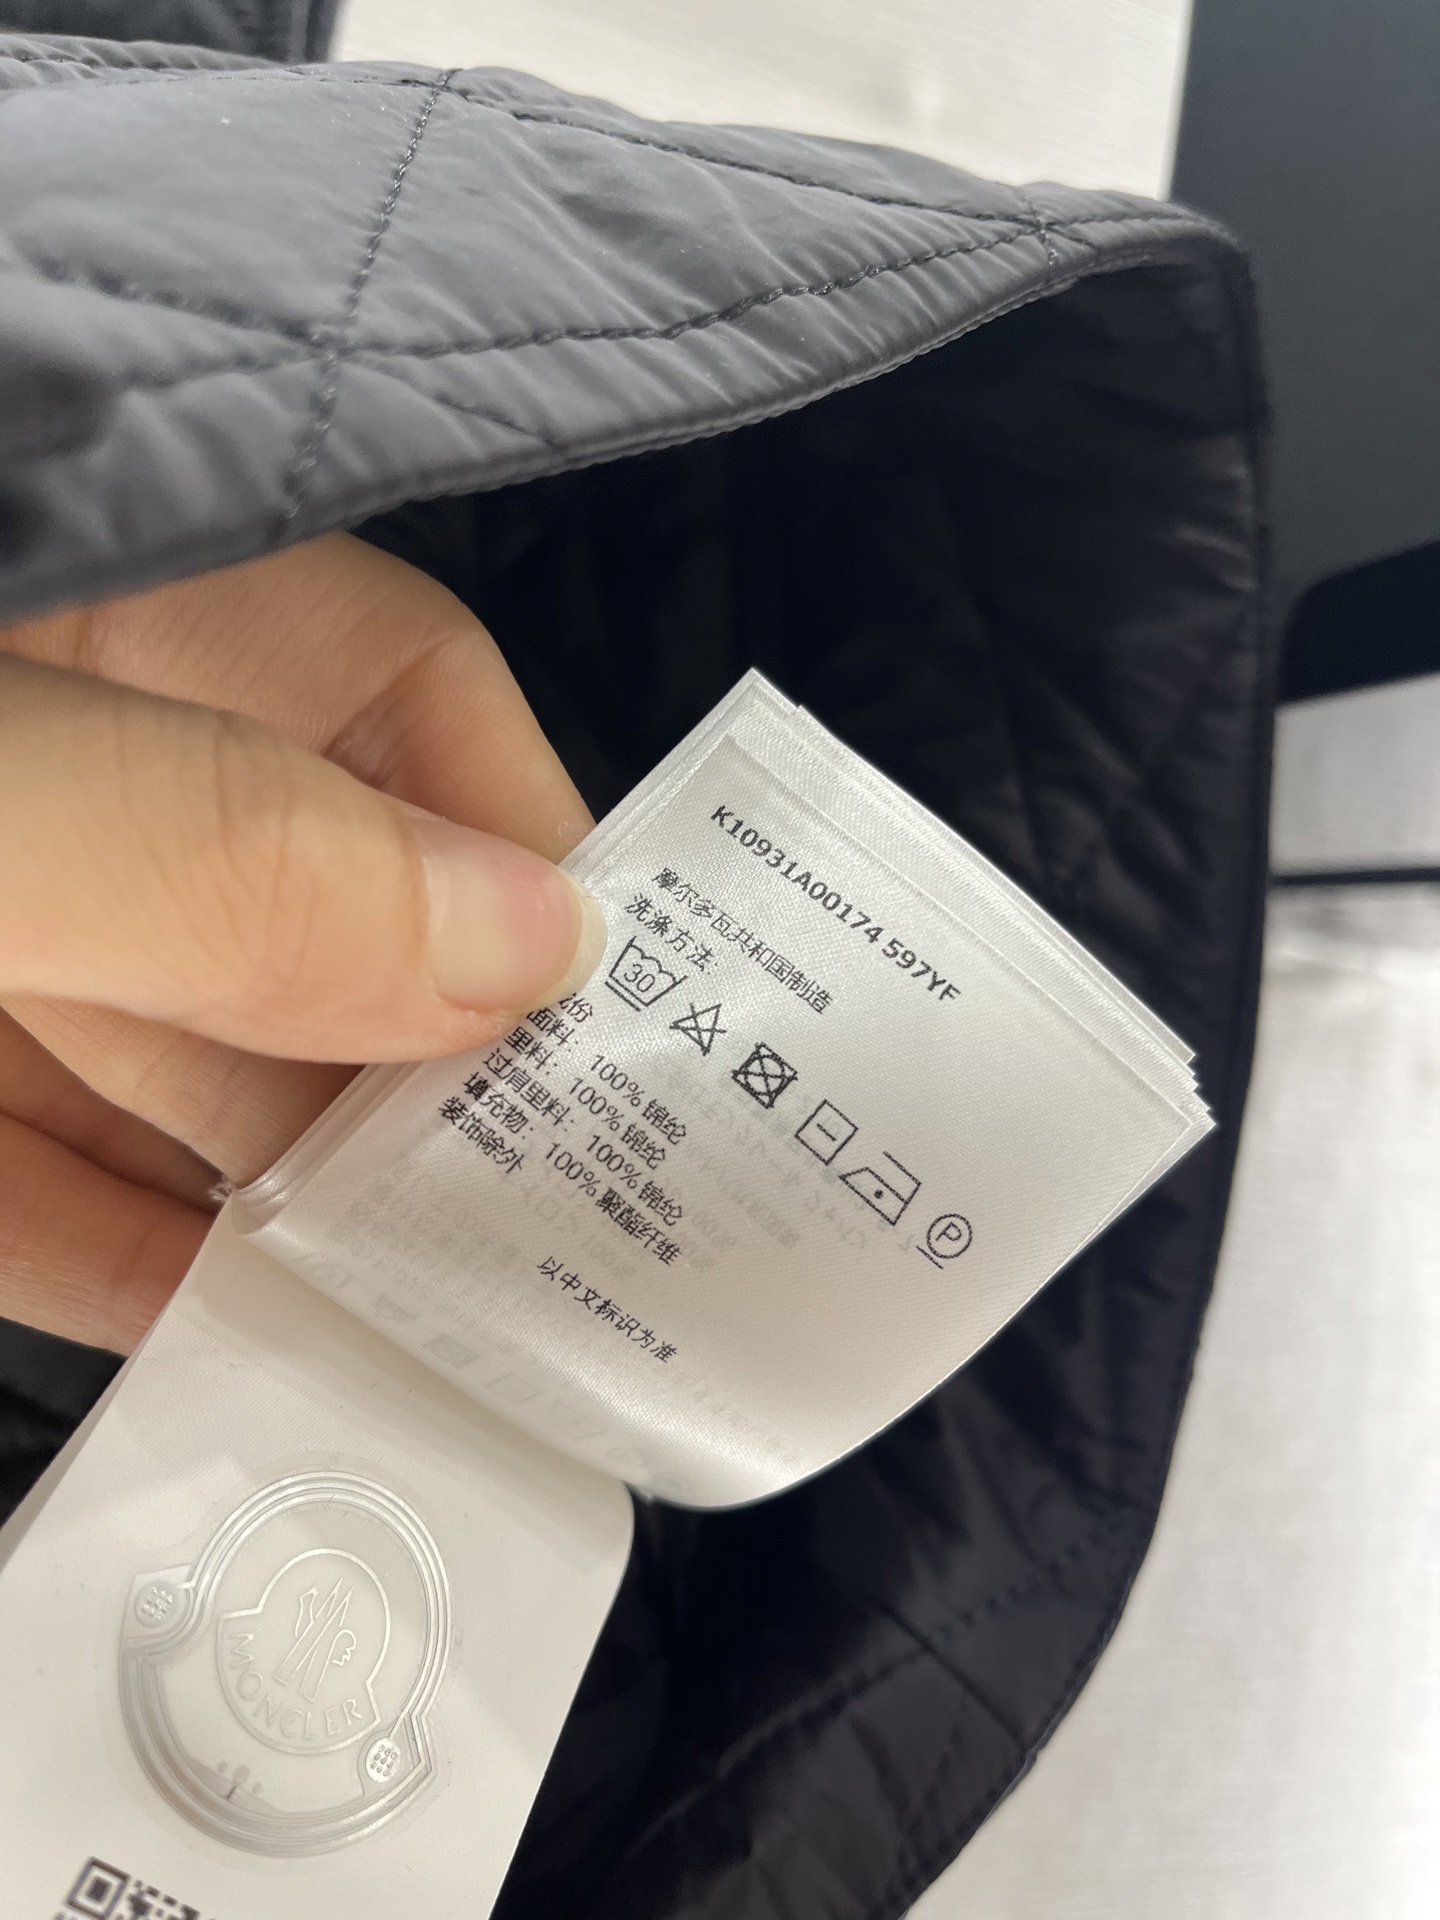 K10931A00174 597YF
摩尔多瓦共和国制造
洗涤方法:
30
P
份
面料: 100% 锦纶
里料: 100% 锦纶
过肩里料: 100% 锦纶
填充物: 100% 聚酯纤维
装饰除外
以中文标识为准
MONCLER